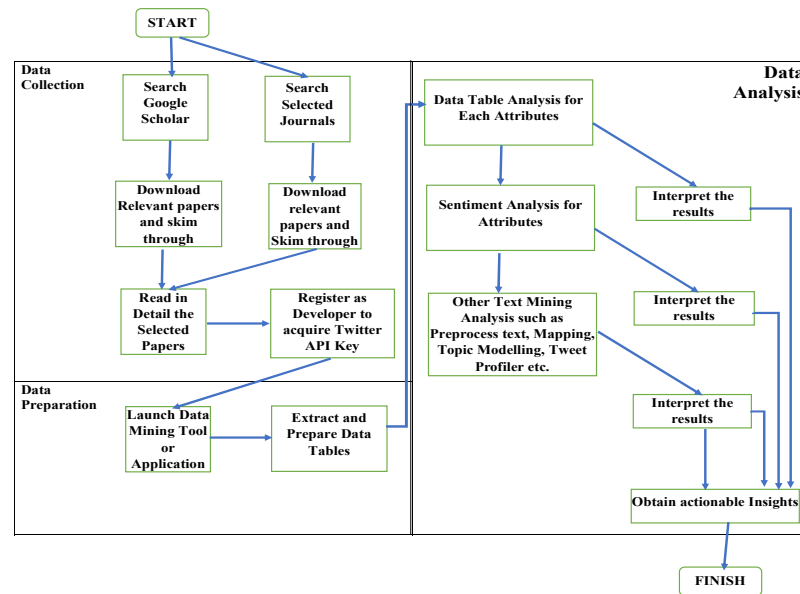 START
Data
Collection
Search
Google
Scholar
Search
Selected
Journals
Download
Relevant papers
and skim
through
Download
relevant
papers and
Skim through
Read in
Detail the
Selected
Papers
Register as
Developer to
acquire Twitter
API Key
Data
Preparation
Launch Data
Mining Tool
or
Application
Extract and
Prepare Data
Tables
Data
Analysis
Data Table Analysis for
Each Attributes
Interpret the
results
Sentiment Analysis for
Attributes
Interpret the
results
Other Text Mining
Analysis such as
Preprocess text, Mapping,
Topic Modelling, Tweet
Profiler etc.
Interpret the
results
Obtain actionable Insights
FINISH